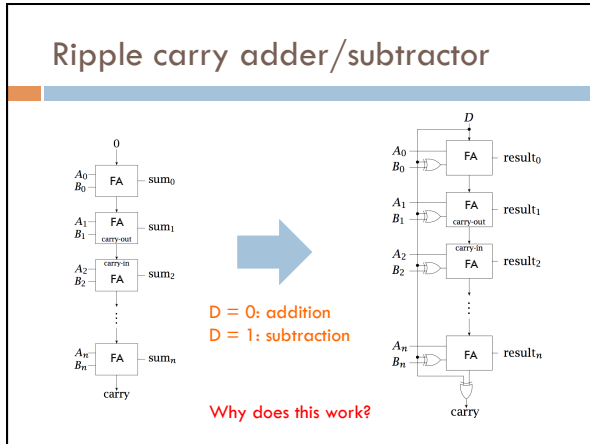 Ripple carry adder/subtractor
0
A₀
B₀
FA
sum₀
A₁
B₁
FA
carry-out
sum₁
carry-in
A₂
B₂
FA
sum₂
⋮
Aₙ
Bₙ
FA
sumₙ
carry
D = 0: addition
D = 1: subtraction
Why does this work?
D
A₀
B₀
FA
result₀
A₁
B₁
FA
carry-out
result₁
carry-in
A₂
B₂
FA
result₂
⋮
Aₙ
Bₙ
FA
resultₙ
carry